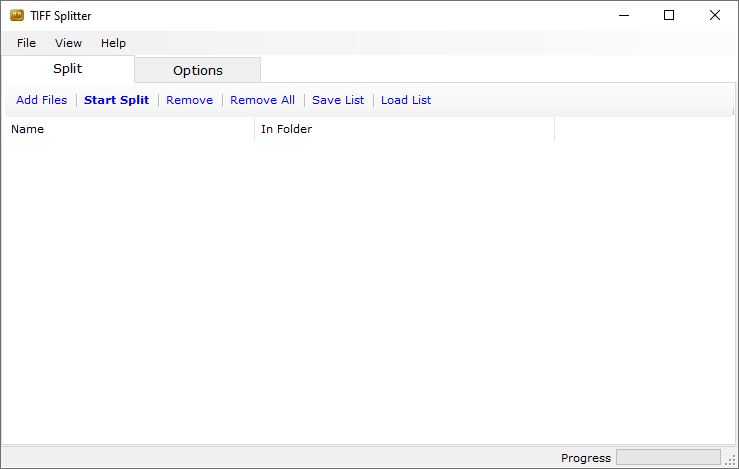 TIFF Splitter
File View Help
Split Options
Add Files Start Split Remove Remove All Save List Load List
Name In Folder
Progress